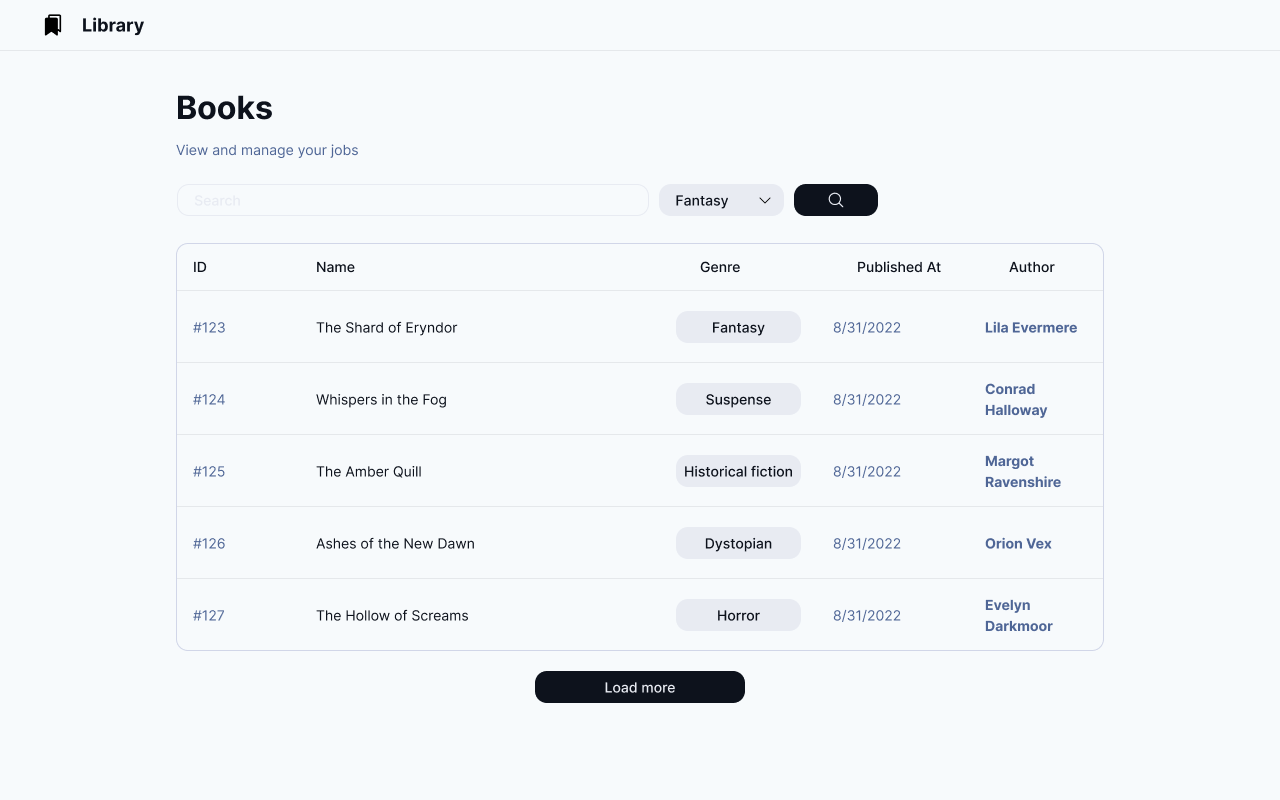 Library
Books
View and manage your jobs
Search
Fantasy
ID Name Genre Published At Author
#123 The Shard of Eryndor Fantasy 8/31/2022 Lila Evermere
#124 Whispers in the Fog Suspense 8/31/2022 Conrad
Halloway
#125 The Amber Quill Historical fiction 8/31/2022 Margot
Ravenshire
#126 Ashes of the New Dawn Dystopian 8/31/2022 Orion Vex
#127 The Hollow of Screams Horror 8/31/2022 Evelyn
Darkmoor
Load more